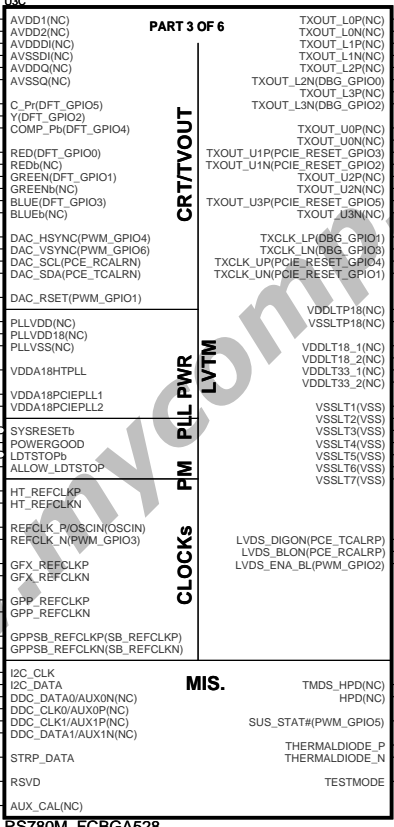 U3C
PART 3 OF 6
AVDD1(NC)
AVDD2(NC)
AVDDDI(NC)
AVSSDI(NC)
AVDDQ(NC)
AVSSQ(NC)
C_Pr(DFT_GPIO5)
Y(DFT_GPIO2)
COMP_Pb(DFT_GPIO4)
RED(DFT_GPIO0)
REDb(NC)
GREEN(DFT_GPIO1)
GREENb(NC)
BLUE(DFT_GPIO3)
BLUEb(NC)
DAC_HSYNC(PWM_GPIO4)
DAC_VSYNC(PWM_GPIO6)
DAC_SCL(PCE_RCALRN)
DAC_SDA(PCE_TCALRN)
DAC_RSET(PWM_GPIO1)
CRT/TVOUT
PLLVDD(NC)
PLLVDD18(NC)
PLLVSS(NC)
VDDA18HTPLL
VDDA18PCIEPLL1
VDDA18PCIEPLL2
PLL PWR
SYSRESETb
POWERGOOD
LDTSTOPb
ALLOW_LDTSTOP
PM
HT_REFCLKP
HT_REFCLKN
REFCLK_P/OSCIN(OSCIN)
REFCLK_N(PWM_GPIO3)
GFX_REFCLKP
GFX_REFCLKN
GPP_REFCLKP
GPP_REFCLKN
GPPSB_REFCLKP(SB_REFCLKP)
GPPSB_REFCLKN(SB_REFCLKN)
CLOCKs
TXOUT_L0P(NC)
TXOUT_L0N(NC)
TXOUT_L1P(NC)
TXOUT_L1N(NC)
TXOUT_L2P(NC)
TXOUT_L2N(DBG_GPIO0)
TXOUT_L3P(NC)
TXOUT_L3N(DBG_GPIO2)
TXOUT_U0P(NC)
TXOUT_U0N(NC)
TXOUT_U1P(PCIE_RESET_GPIO3)
TXOUT_U1N(PCIE_RESET_GPIO2)
TXOUT_U2P(NC)
TXOUT_U2N(NC)
TXOUT_U3P(PCIE_RESET_GPIO5)
TXOUT_U3N(NC)
TXCLK_LP(DBG_GPIO1)
TXCLK_LN(DBG_GPIO3)
TXCLK_UP(PCIE_RESET_GPIO4)
TXCLK_UN(PCIE_RESET_GPIO1)
VDDLTP18(NC)
VSSLTP18(NC)
VDDLT18_1(NC)
VDDLT18_2(NC)
VDDLT33_1(NC)
VDDLT33_2(NC)
VSSLT1(VSS)
VSSLT2(VSS)
VSSLT3(VSS)
VSSLT4(VSS)
VSSLT5(VSS)
VSSLT6(VSS)
VSSLT7(VSS)
LVDS_DIGON(PCE_TCALRP)
LVDS_BLON(PCE_RCALRP)
LVDS_ENA_BL(PWM_GPIO2)
LVTM
MIS.
I2C_CLK
I2C_DATA
DDC_DATA0/AUX0N(NC)
DDC_CLK0/AUX0P(NC)
DDC_CLK1/AUX1P(NC)
DDC_DATA1/AUX1N(NC)
STRP_DATA
RSVD
AUX_CAL(NC)
TMDS_HPD(NC)
HPD(NC)
SUS_STAT#(PWM_GPIO5)
THERMALDIODE_P
THERMALDIODE_N
TESTMODE
RS780M_FCBGA528
.mycomp